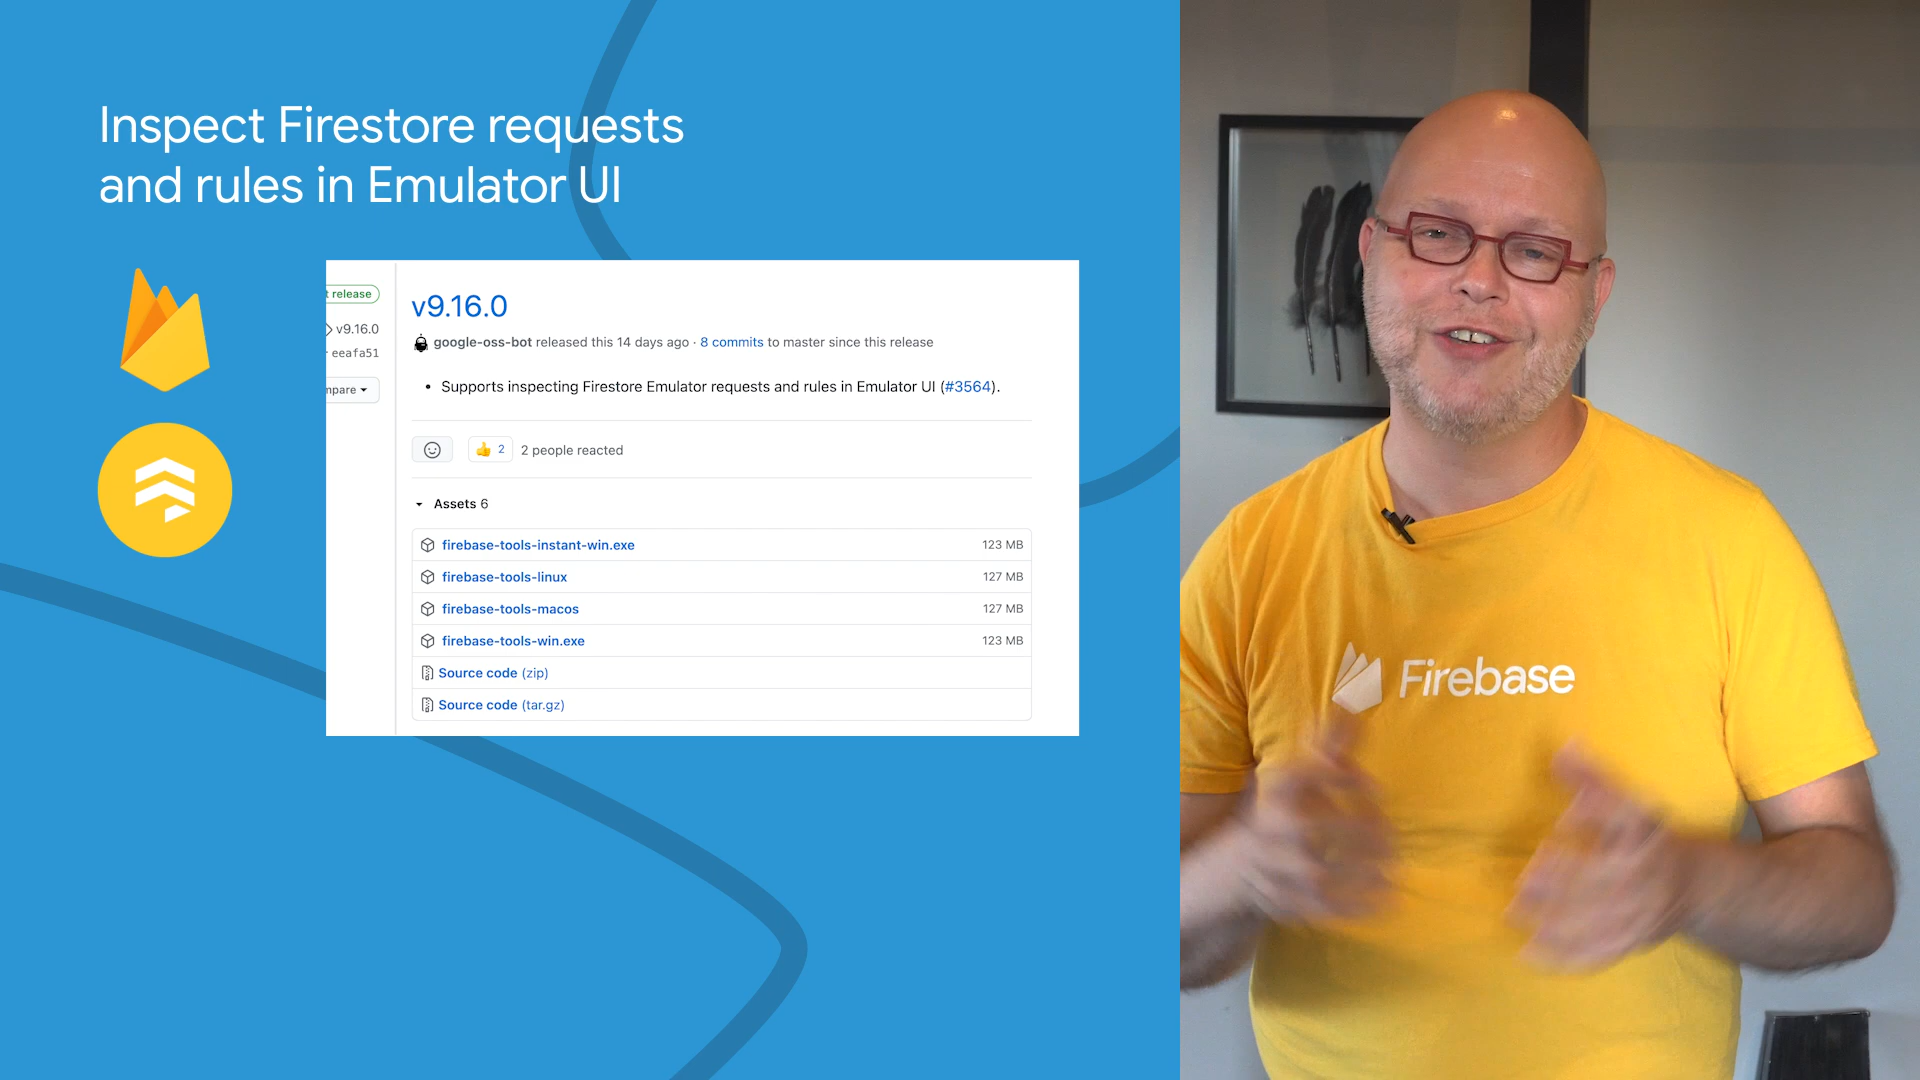 Inspect Firestore requests
and rules in Emulator UI
release
v9.16.0
eeafa51
mpare
v9.16.0
google-oss-bot released this 14 days ago · 8 commits to master since this release
• Supports inspecting Firestore Emulator requests and rules in Emulator UI (#3564).
👍 2 2 people reacted
Assets 6
firebase-tools-instant-win.exe 123 MB
firebase-tools-linux 127 MB
firebase-tools-macos 127 MB
firebase-tools-win.exe 123 MB
Source code (zip)
Source code (tar.gz)
Firebase